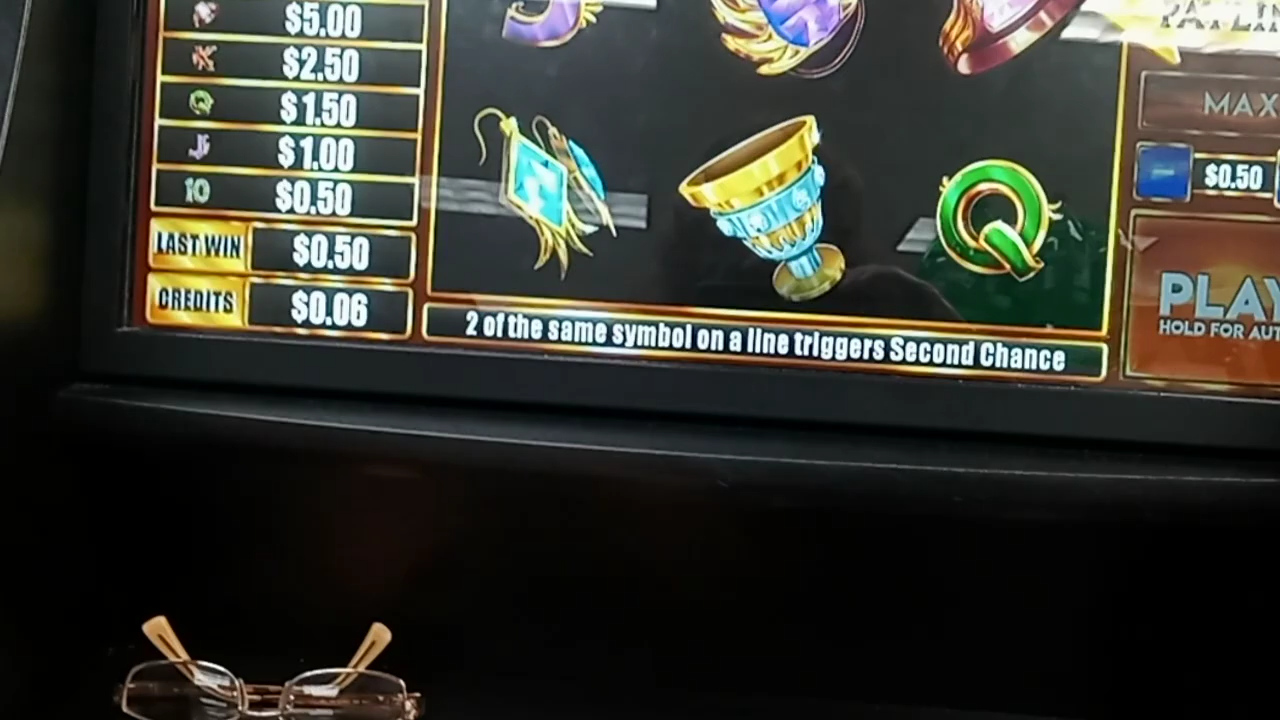 $5.00
K $2.50
Q $1.50
J $1.00
10 $0.50
LAST WIN $0.50
CREDITS $0.06
Q
2 of the same symbol on a line triggers Second Chance
MAX
$0.50
PLAY
HOLD FOR AUT